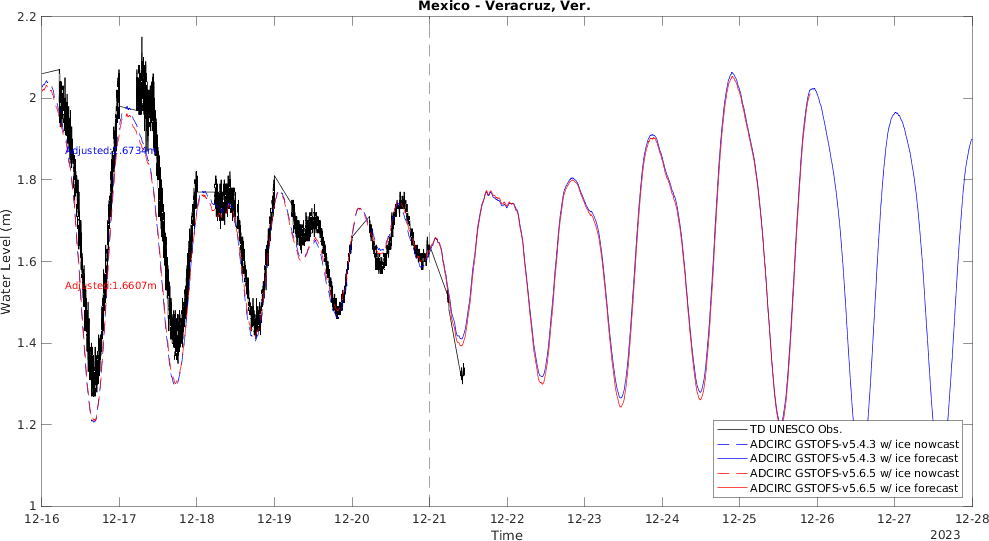 Mexico - Veracruz, Ver.
2.2
2
1.8
1.6
1.4
1.2
1
Water Level (m)
Adjusted:1.6734m
Adjusted:1.6607m
TD UNESCO Obs.
ADCIRC GSTOFS-v5.4.3 w/ ice nowcast
ADCIRC GSTOFS-v5.4.3 w/ ice forecast
ADCIRC GSTOFS-v5.6.5 w/ ice nowcast
ADCIRC GSTOFS-v5.6.5 w/ ice forecast
12-16 12-17 12-18 12-19 12-20 12-21 12-22 12-23 12-24 12-25 12-26 12-27 12-28
Time
2023